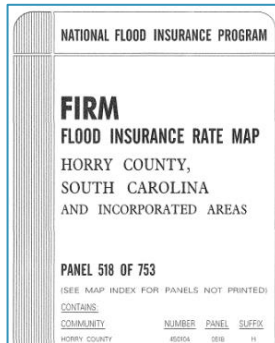 NATIONAL FLOOD INSURANCE PROGRAM
FIRM
FLOOD INSURANCE RATE MAP
HORRY COUNTY,
SOUTH CAROLINA
AND INCORPORATED AREAS
PANEL 518 OF 753
(SEE MAP INDEX FOR PANELS NOT PRINTED)
CONTAINS:
COMMUNITY NUMBER PANEL SUFFIX
HORRY COUNTY 450104 0518 H